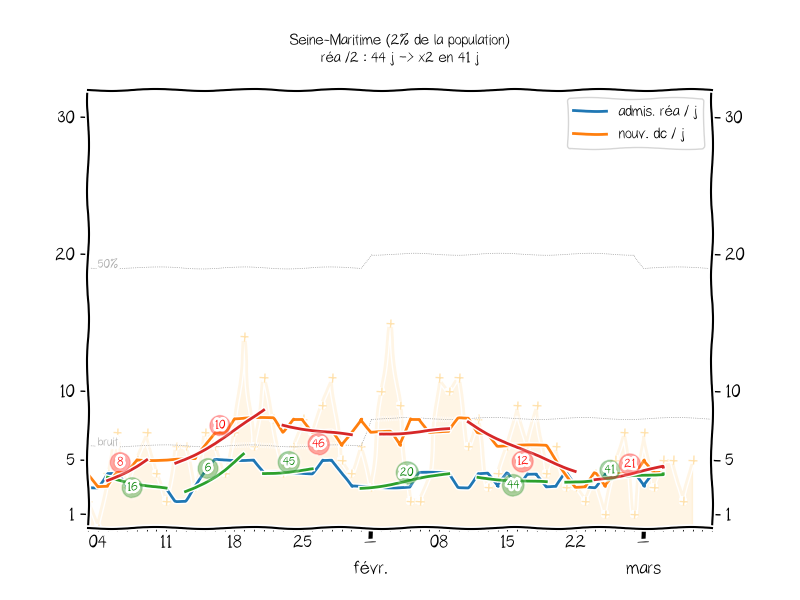 Seine-Maritime (2% de la population)
réa /2 : 44 j -> x2 en 41 j
admis. réa / j
nouv. dc / j
30 30
20 20
50%
10 10
bruit
5 5
1 1
8 16 10 6 45 46 20 12 44 41 21
04 11 18 25 1 08 15 22 1
févr. mars